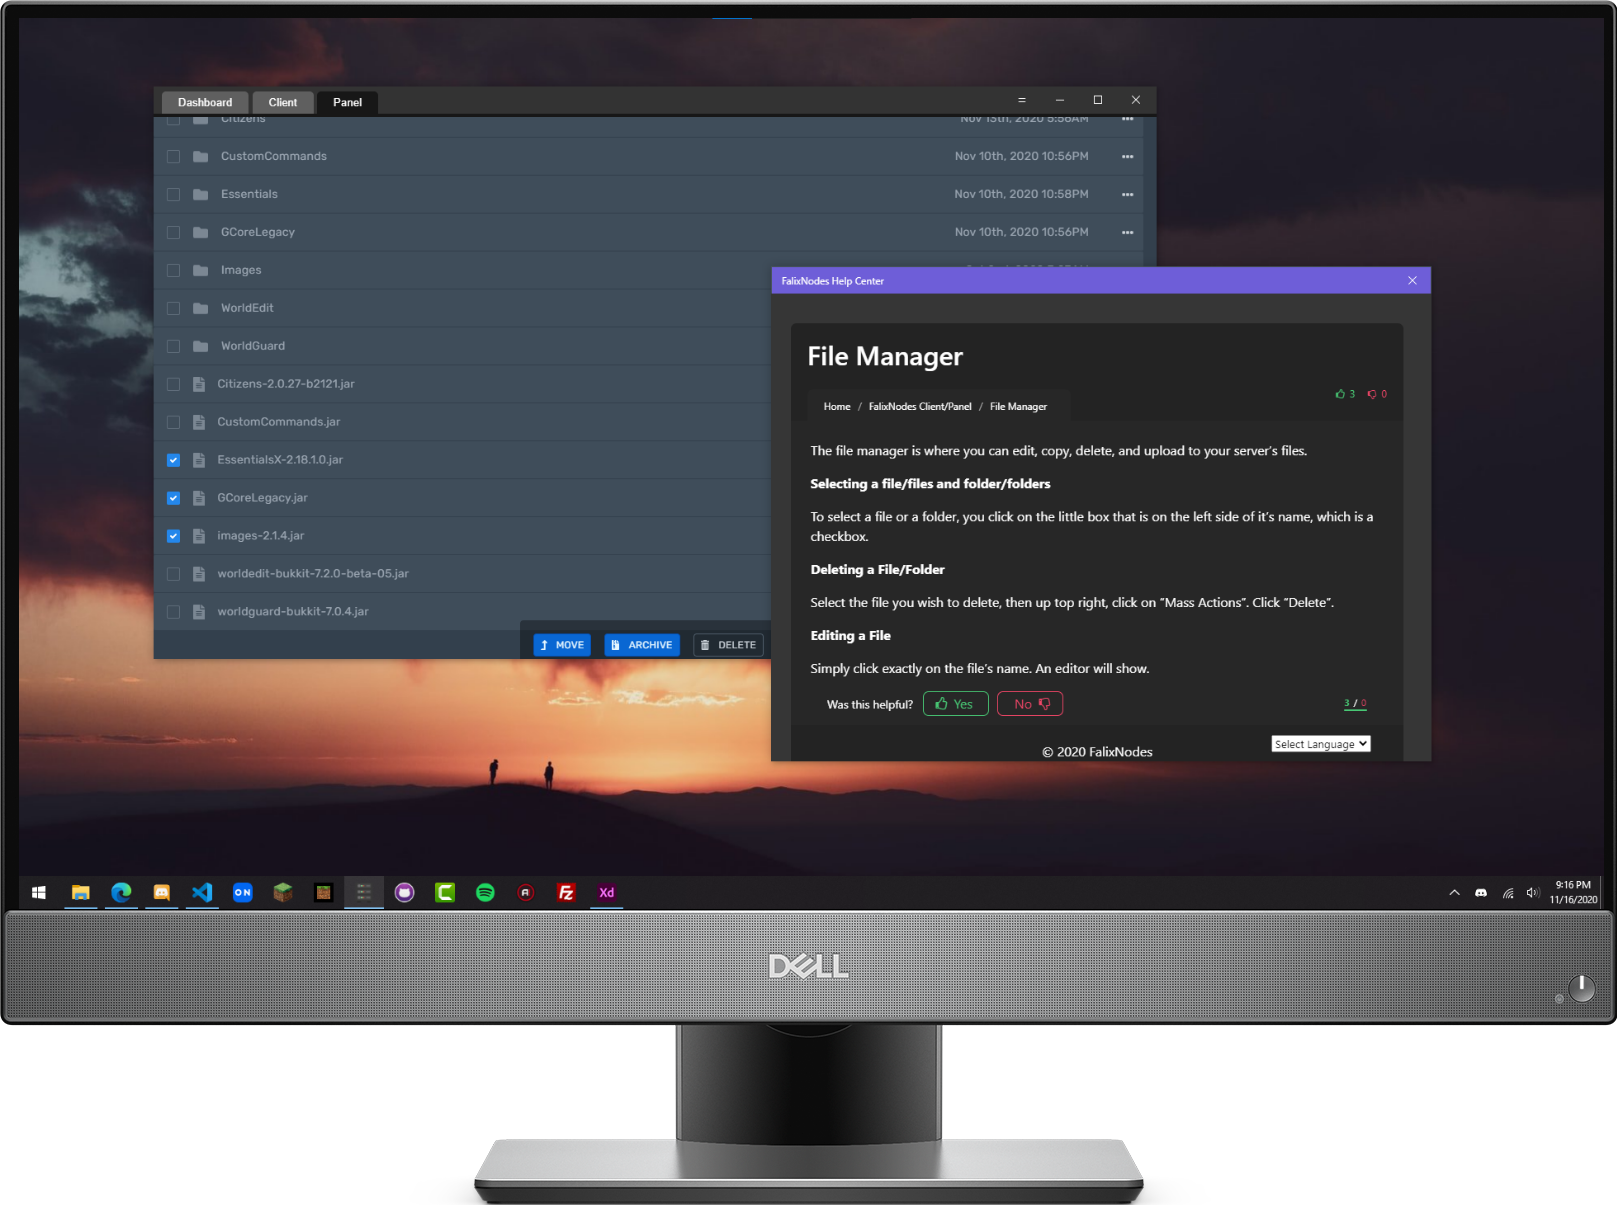 Dashboard
Client
Panel
Citizens
Nov 13th, 2020 5:56AM
CustomCommands
Nov 10th, 2020 10:56PM
Essentials
Nov 10th, 2020 10:58PM
GCoreLegacy
Nov 10th, 2020 10:56PM
Images
WorldEdit
WorldGuard
Citizens-2.0.27-b2121.jar
CustomCommands.jar
EssentialsX-2.18.1.0.jar
GCoreLegacy.jar
images-2.1.4.jar
worldedit-bukkit-7.2.0-beta-05.jar
worldguard-bukkit-7.0.4.jar
MOVE
ARCHIVE
DELETE
FalixNodes Help Center
File Manager
3
0
Home / FalixNodes Client/Panel / File Manager
The file manager is where you can edit, copy, delete, and upload to your server's files.
Selecting a file/files and folder/folders
To select a file or a folder, you click on the little box that is on the left side of it's name, which is a
checkbox.
Deleting a File/Folder
Select the file you wish to delete, then up top right, click on "Mass Actions". Click "Delete".
Editing a File
Simply click exactly on the file's name. An editor will show.
Was this helpful?
Yes
No
3 / 0
Select Language
© 2020 FalixNodes
ON
Fz
Xd
9:16 PM
11/16/2020
DELL